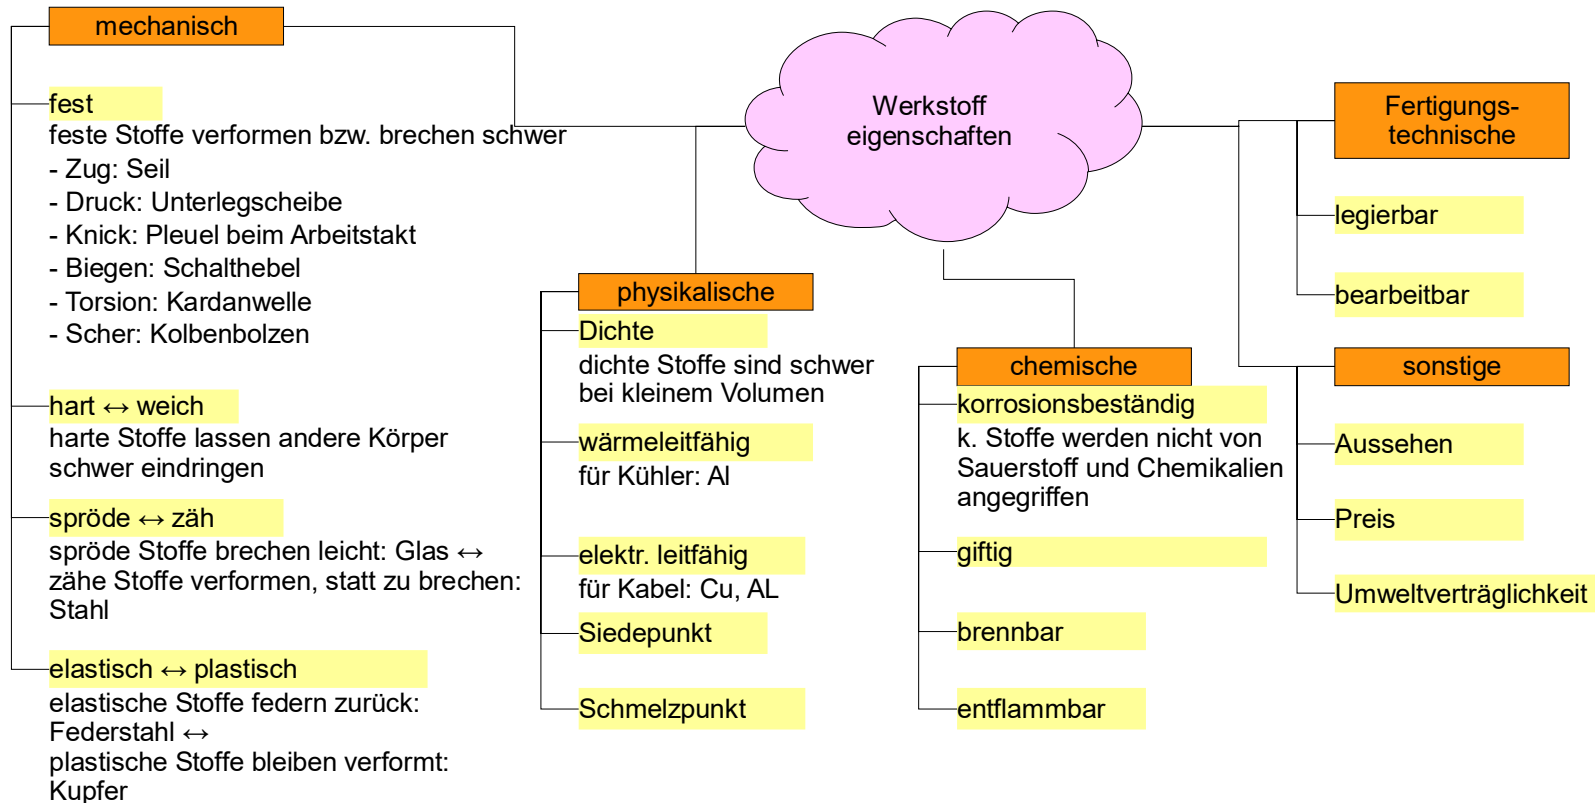 mechanisch
fest
feste Stoffe verformen bzw. brechen schwer
- Zug: Seil
- Druck: Unterlegscheibe
- Knick: Pleuel beim Arbeitstakt
- Biegen: Schalthebel
- Torsion: Kardanwelle
- Scher: Kolbenbolzen
hart ↔ weich
harte Stoffe lassen andere Körper
schwer eindringen
spröde ↔ zäh
spröde Stoffe brechen leicht: Glas ↔
zähe Stoffe verformen, statt zu brechen:
Stahl
elastisch ↔ plastisch
elastische Stoffe federn zurück:
Federstahl ↔
plastische Stoffe bleiben verformt:
Kupfer
Werkstoff
eigenschaften
physikalische
Dichte
dichte Stoffe sind schwer
bei kleinem Volumen
wärmeleitfähig
für Kühler: Al
elektr. leitfähig
für Kabel: Cu, AL
Siedepunkt
Schmelzpunkt
chemische
korrosionsbeständig
k. Stoffe werden nicht von
Sauerstoff und Chemikalien
angegriffen
giftig
brennbar
entflammbar
Fertigungs-
technische
legierbar
bearbeitbar
sonstige
Aussehen
Preis
Umweltverträglichkeit